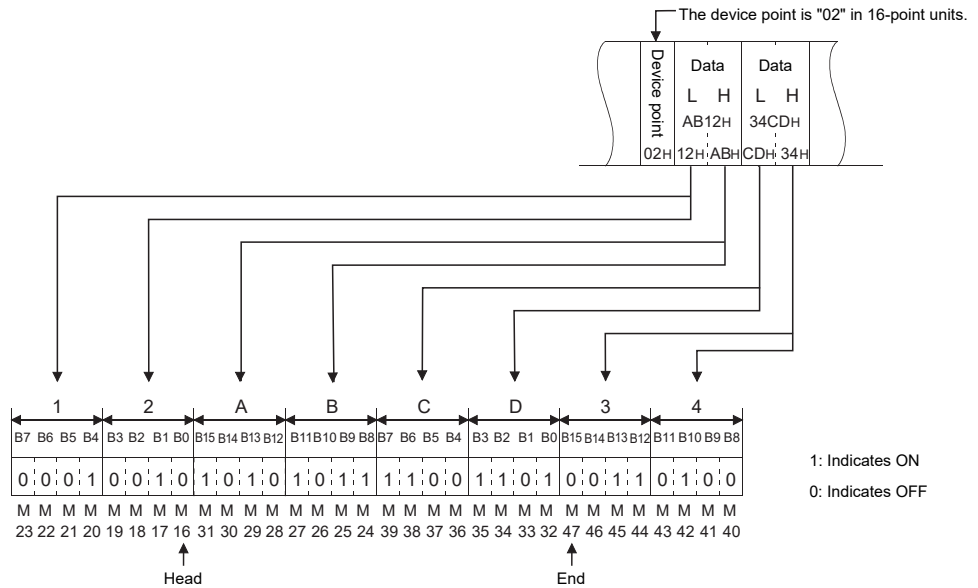 The device point is "02" in 16-point units.
Device point
Data Data
L H L H
AB12H 34CDH
02H 12H ABH CDH 34H
1 2 A B C D 3 4
B7 B6 B5 B4 B3 B2 B1 B0 B15 B14 B13 B12 B11 B10 B9 B8 B7 B6 B5 B4 B3 B2 B1 B0 B15 B14 B13 B12 B11 B10 B9 B8
0 0 0 1 0 0 1 0 1 0 1 0 1 0 1 1 1 1 0 0 1 1 0 1 0 0 1 1 0 1 0 0
M M M M M M M M M M M M M M M M M M M M M M M M M M M M M M M M
23 22 21 20 19 18 17 16 31 30 29 28 27 26 25 24 39 38 37 36 35 34 33 32 47 46 45 44 43 42 41 40
1: Indicates ON
0: Indicates OFF
Head End